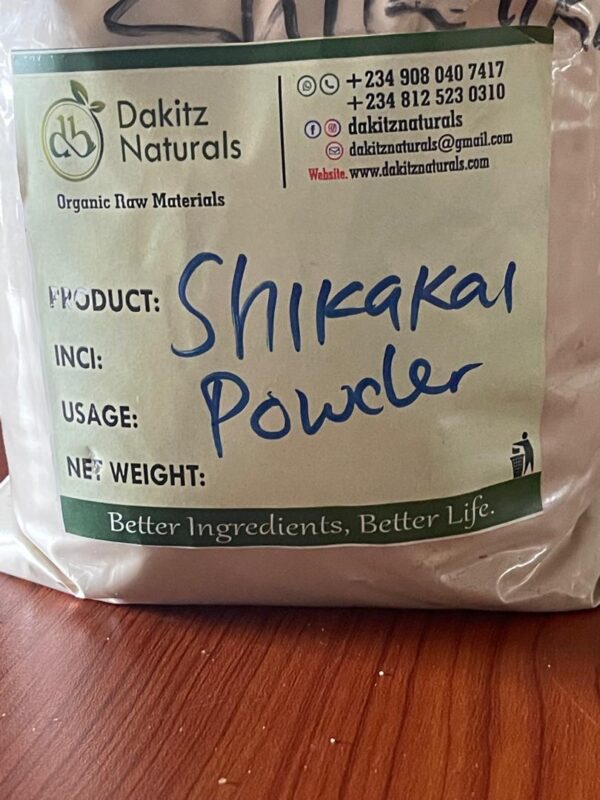 Dakitz
Naturals
Organic Raw Materials
+234 908 040 7417
+234 812 523 0310
dakitznaturals
dakitznaturals@gmail.com
Website. www.dakitznaturals.com
PRODUCT: Shikakai
INCI:
USAGE: Powder
NET WEIGHT:
Better Ingredients, Better Life.